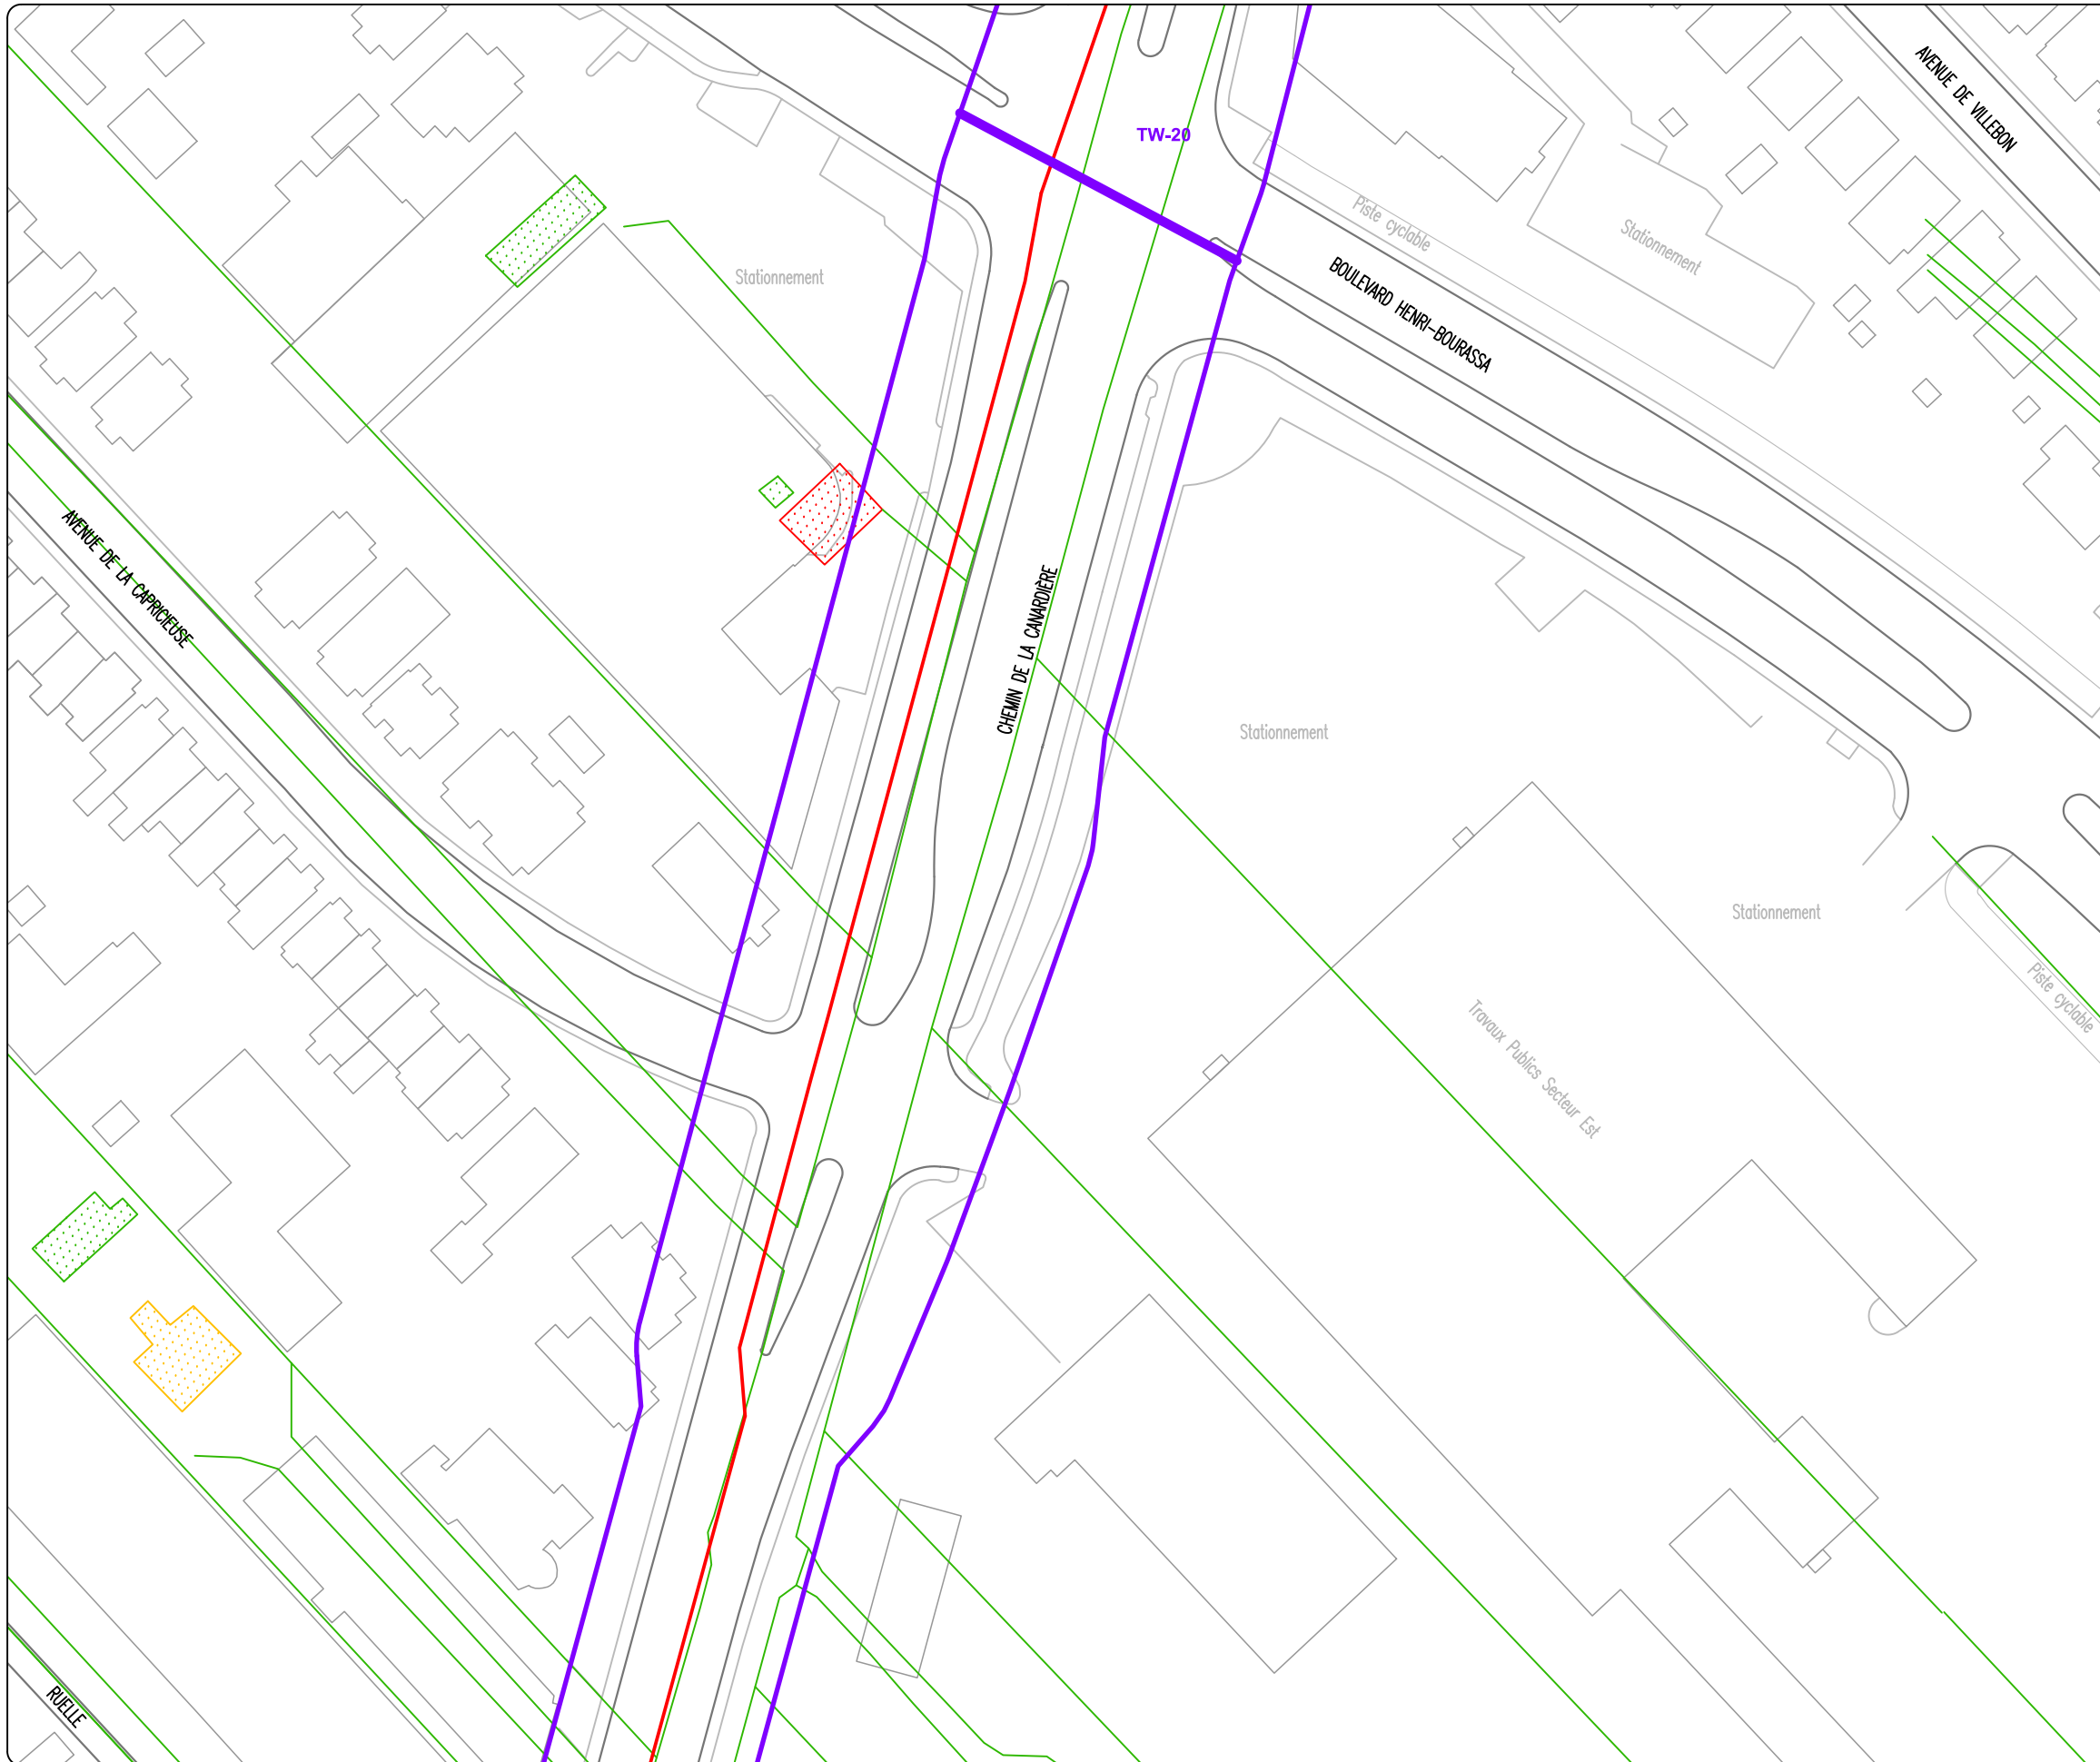 AVENUE DE VILLEBON
TW-20
Piste cyclable
Stationnement
Stationnement
BOULEVARD HENRI-BOURASSA
AVENUE DE LA CAPRICIEUSE
CHEMIN DE LA CANARDIÈRE
Stationnement
Stationnement
Piste cyclable
Travaux Publics Secteur Est
RUELLE